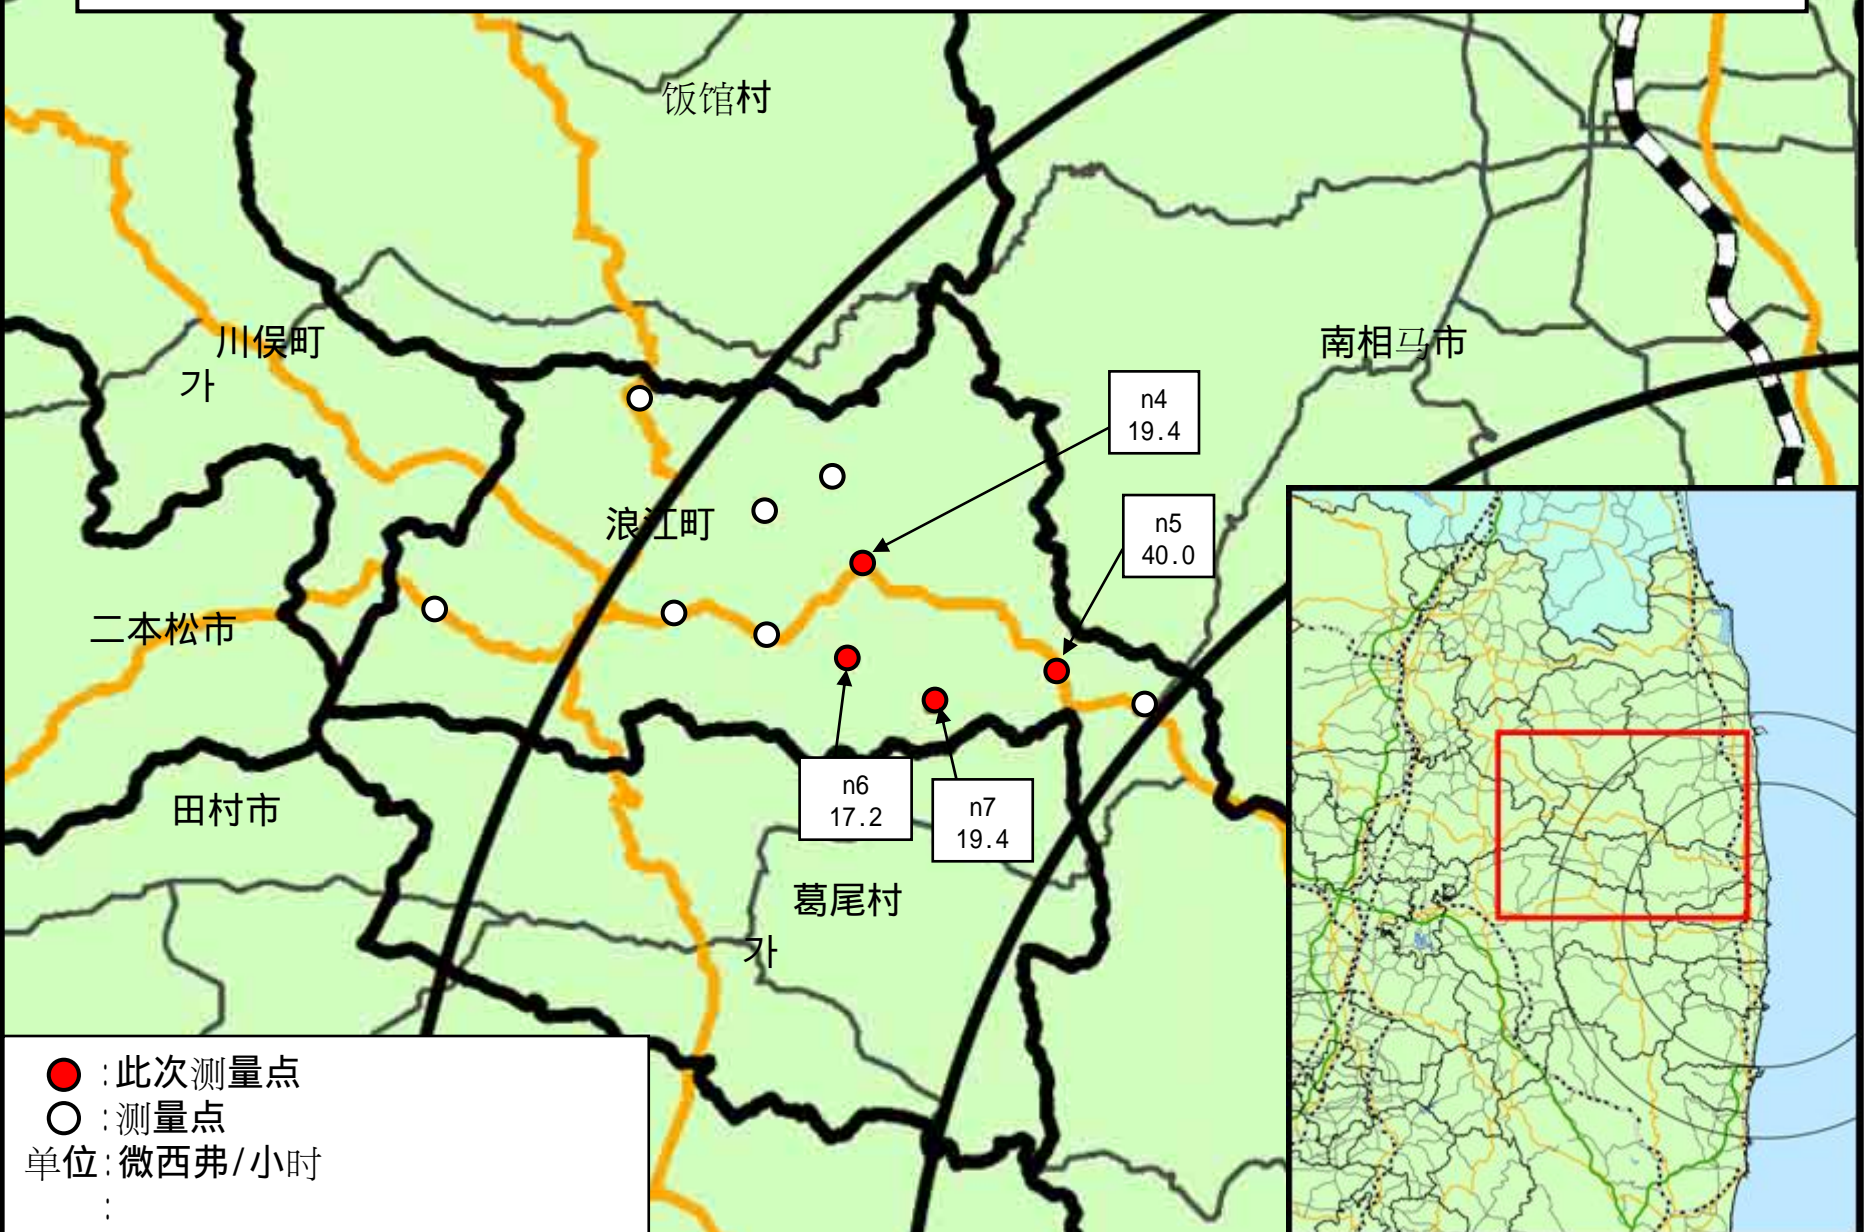 饭馆村
川俣町
가
南相马市
n4
19.4
n5
40.0
浪江町
二本松市
n6
17.2
n7
19.4
田村市
葛尾村
가
:此次测量点
:测量点
单位:微西弗/小时
: